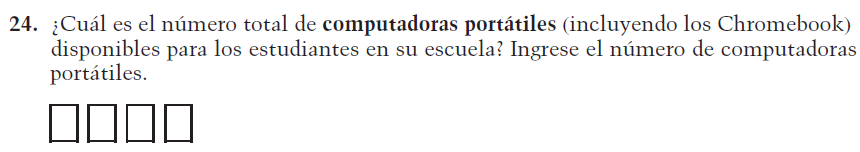 24. ¿Cuál es el número total de computadoras portátiles (incluyendo los Chromebook)
disponibles para los estudiantes en su escuela? Ingrese el número de computadoras
portátiles.